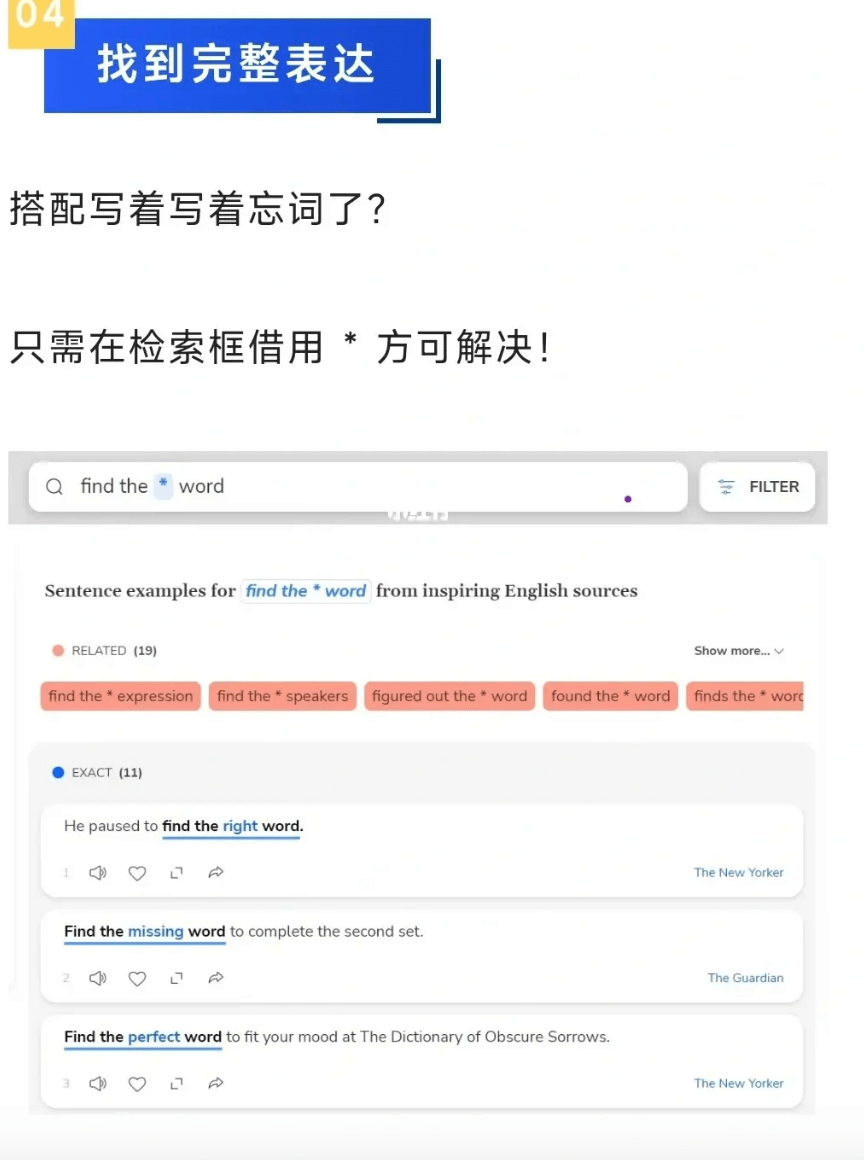 04
找到完整表达
搭配写着写着忘词了？
只需在检索框借用 * 方可解决！
find the * word
FILTER
小红书
Sentence examples for find the * word from inspiring English sources
RELATED (19)
Show more...
find the * expression
find the * speakers
figured out the * word
found the * word
finds the * word
EXACT (11)
He paused to find the right word.
1
The New Yorker
Find the missing word to complete the second set.
2
The Guardian
Find the perfect word to fit your mood at The Dictionary of Obscure Sorrows.
3
The New Yorker